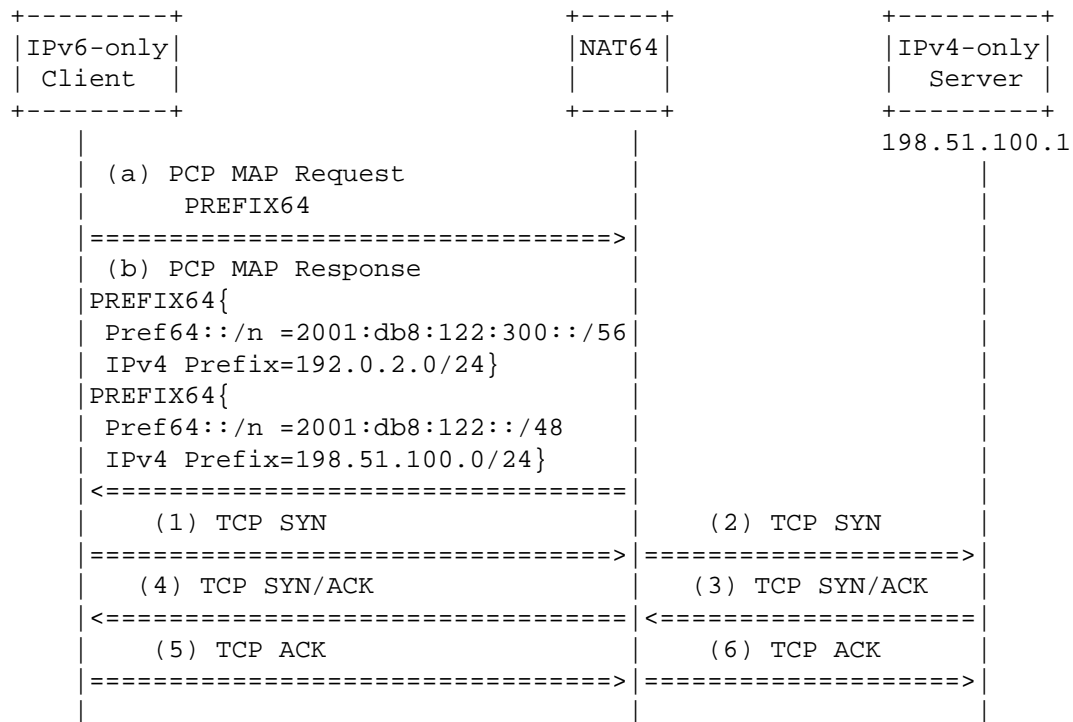 +---------+ +-----+ +---------+
|IPv6-only| |NAT64| |IPv4-only|
| Client | | | | Server |
+---------+ +-----+ +---------+
| | 198.51.100.1
| (a) PCP MAP Request | |
| PREFIX64 | |
|=================================>| |
| (b) PCP MAP Response | |
|PREFIX64{ | |
| Pref64::/n =2001:db8:122:300::/56| |
| IPv4 Prefix=192.0.2.0/24} | |
|PREFIX64{ | |
| Pref64::/n =2001:db8:122::/48 | |
| IPv4 Prefix=198.51.100.0/24} | |
|<=================================| |
| (1) TCP SYN | (2) TCP SYN |
|=================================>|====================>|
| (4) TCP SYN/ACK | (3) TCP SYN/ACK |
|<=================================|<====================|
| (5) TCP ACK | (6) TCP ACK |
|=================================>|====================>|
| | |